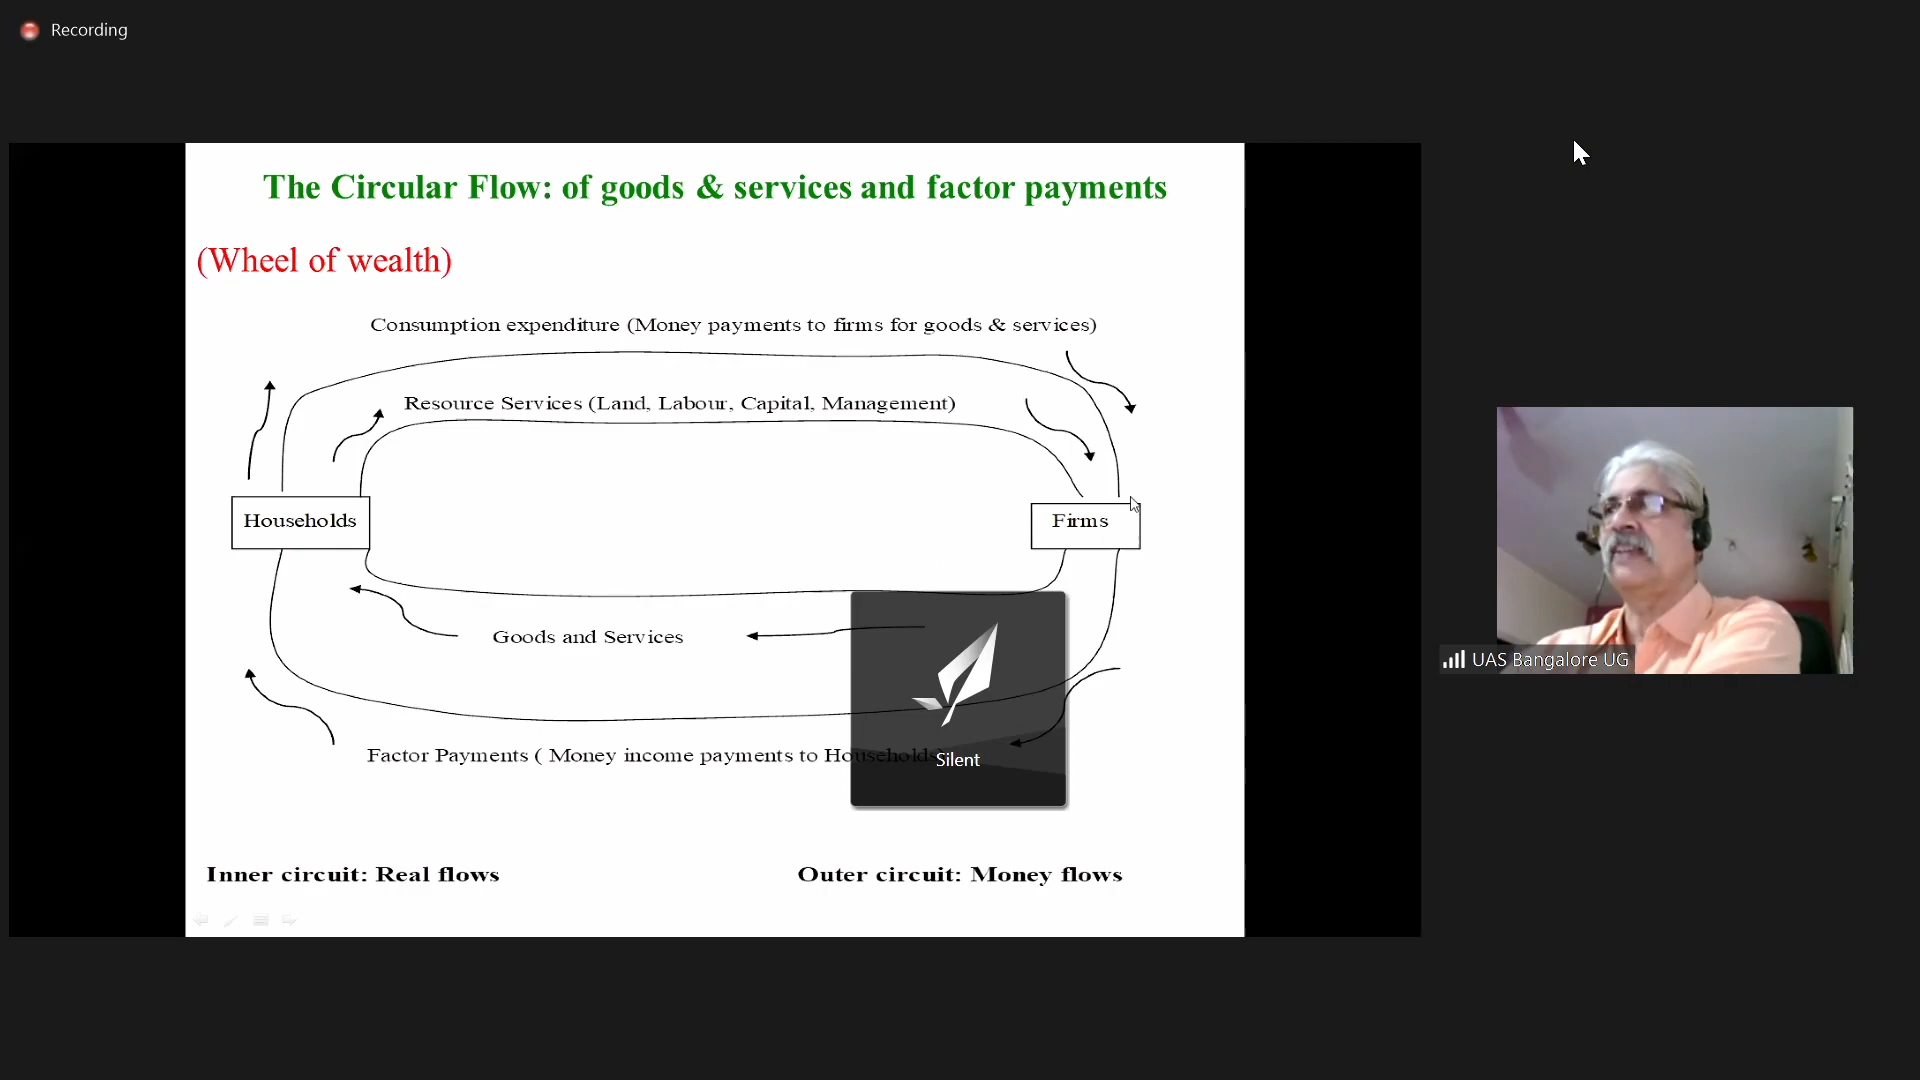 Recording
The Circular Flow: of goods & services and factor payments
(Wheel of wealth)
Consumption expenditure (Money payments to firms for goods & services)
Resource Services (Land, Labour, Capital, Management)
Households
Firms
Goods and Services
Factor Payments ( Money income payments to Households)
Silent
Inner circuit: Real flows
Outer circuit: Money flows
UAS Bangalore UG